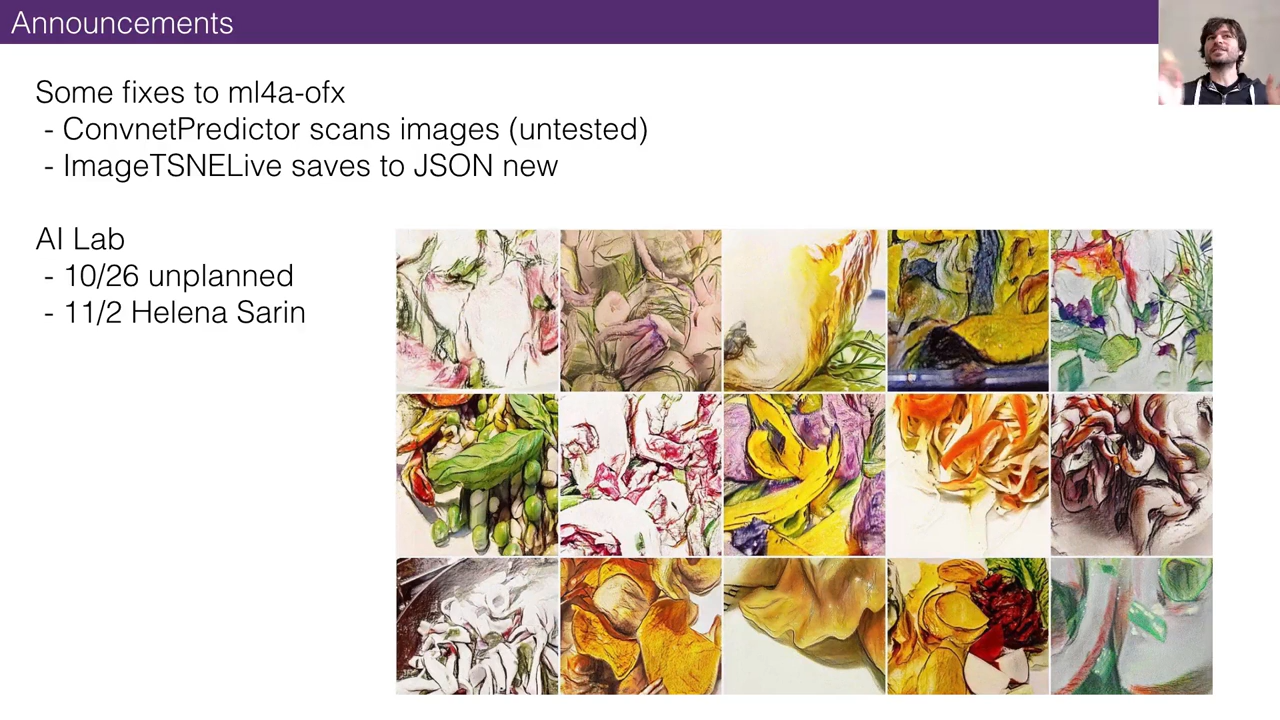 Announcements
Some fixes to ml4a-ofx
- ConvnetPredictor scans images (untested)
- ImageTSNELive saves to JSON new
AI Lab
- 10/26 unplanned
- 11/2 Helena Sarin